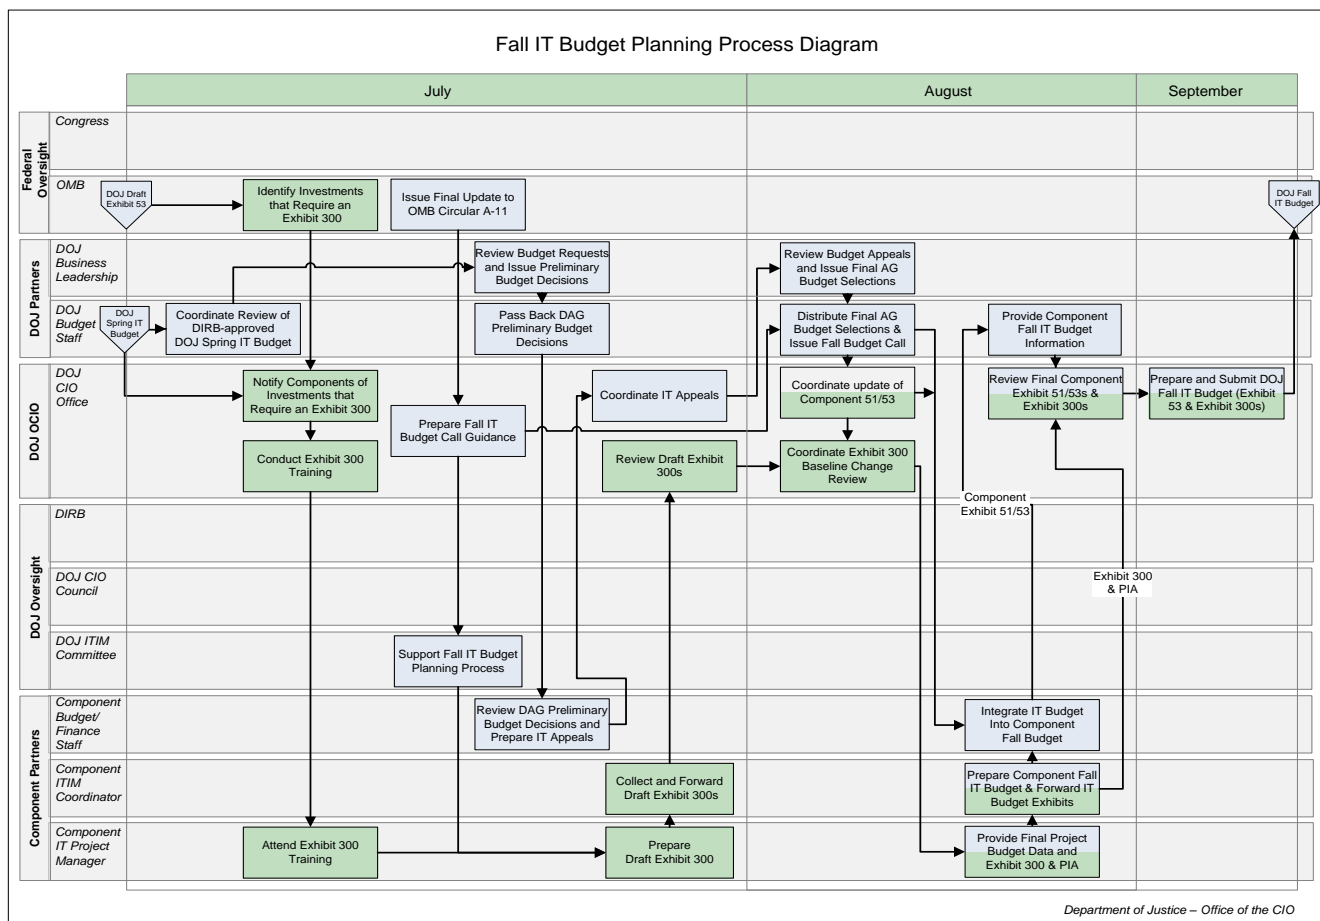 Fall IT Budget Planning Process Diagram
July
August
September
Federal
Oversight
Congress
OMB
DOJ Draft
Exhibit 53
Identify Investments
that Require an
Exhibit 300
Issue Final Update to
OMB Circular A-11
DOJ Fall
IT Budget
DOJ Partners
DOJ
Business
Leadership
Review Budget Requests
and Issue Preliminary
Budget Decisions
Review Budget Appeals
and Issue Final AG
Budget Selections
DOJ
Budget
Staff
DOJ
Spring IT
Budget
Coordinate Review of
DIRB-approved
DOJ Spring IT Budget
Pass Back DAG
Preliminary Budget
Decisions
Distribute Final AG
Budget Selections &
Issue Fall Budget Call
Provide Component
Fall IT Budget
Information
DOJ OCIO
DOJ
CIO
Office
Notify Components of
Investments that
Require an Exhibit 300
Coordinate IT Appeals
Coordinate update of
Component 51/53
Review Final Component
Exhibit 51/53s &
Exhibit 300s
Prepare and Submit DOJ
Fall IT Budget (Exhibit
53 & Exhibit 300s)
Prepare Fall IT
Budget Call Guidance
Conduct Exhibit 300
Training
Review Draft Exhibit
300s
Coordinate Exhibit 300
Baseline Change
Review
Component
Exhibit 51/53
DOJ Oversight
DIRB
DOJ CIO
Council
Exhibit 300
& PIA
DOJ ITIM
Committee
Support Fall IT Budget
Planning Process
Component Partners
Component
Budget/
Finance
Staff
Review DAG Preliminary
Budget Decisions and
Prepare IT Appeals
Integrate IT Budget
Into Component
Fall Budget
Component
ITIM
Coordinator
Collect and Forward
Draft Exhibit 300s
Prepare Component Fall
IT Budget & Forward IT
Budget Exhibits
Component
IT Project
Manager
Attend Exhibit 300
Training
Prepare
Draft Exhibit 300
Provide Final Project
Budget Data and
Exhibit 300 & PIA
Department of Justice – Office of the CIO